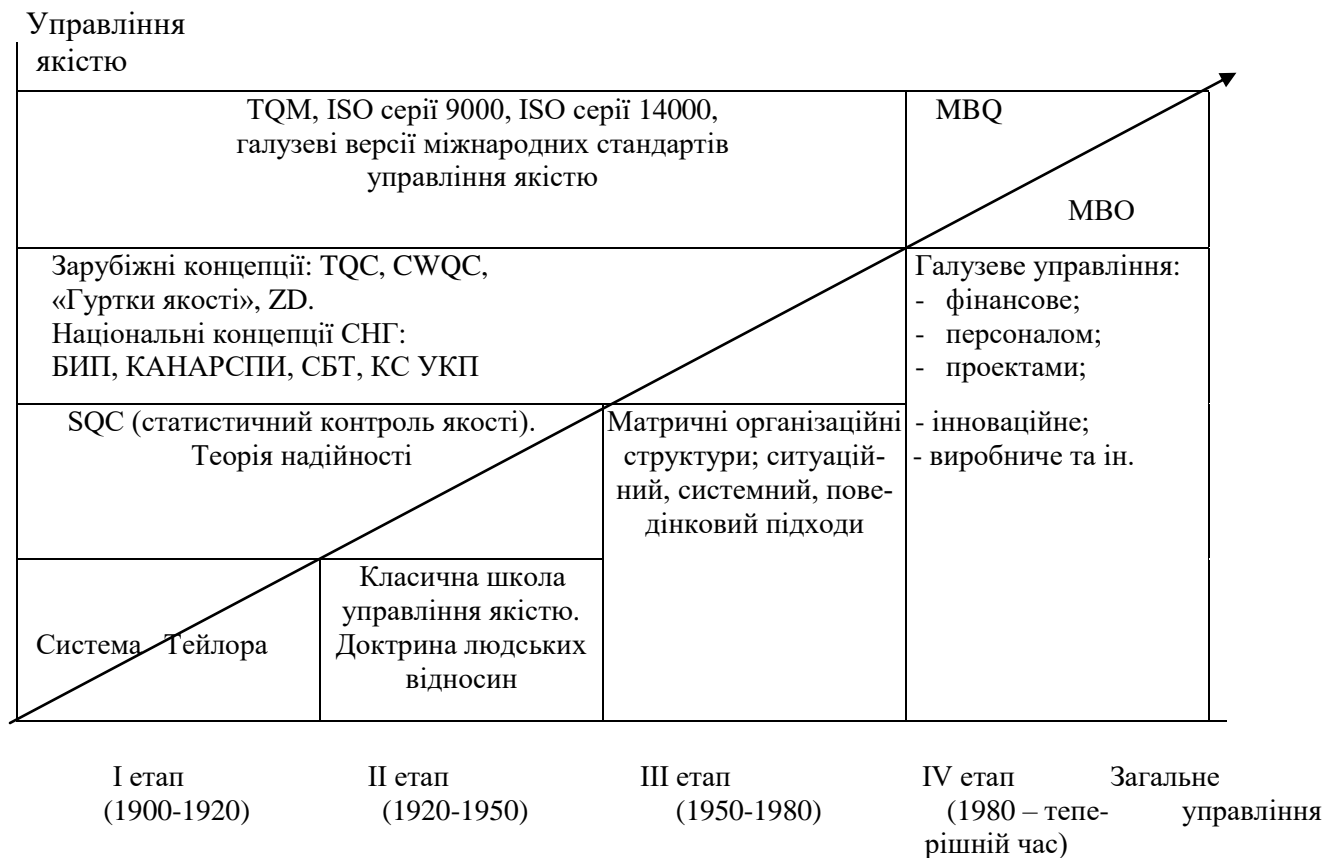 Управління
якістю
TQM, ISO серії 9000, ISO серії 14000,
галузеві версії міжнародних стандартів
управління якістю
MBQ
MBO
Зарубіжні концепції: TQC, CWQC,
«Гуртки якості», ZD.
Національні концепції СНГ:
БИП, КАНАРСПИ, СБТ, КС УКП
Галузеве управління:
- фінансове;
- персоналом;
- проектами;
- інноваційне;
- виробниче та ін.
SQC (статистичний контроль якості).
Теорія надійності
Матричні організаційні
структури; ситуацій-
ний, системний, пове-
дінковий підходи
Система Тейлора
Класична школа
управління якістю.
Доктрина людських
відносин
I етап
(1900-1920)
II етап
(1920-1950)
III етап
(1950-1980)
IV етап
(1980 – тепе-
рішній час)
Загальне
управління